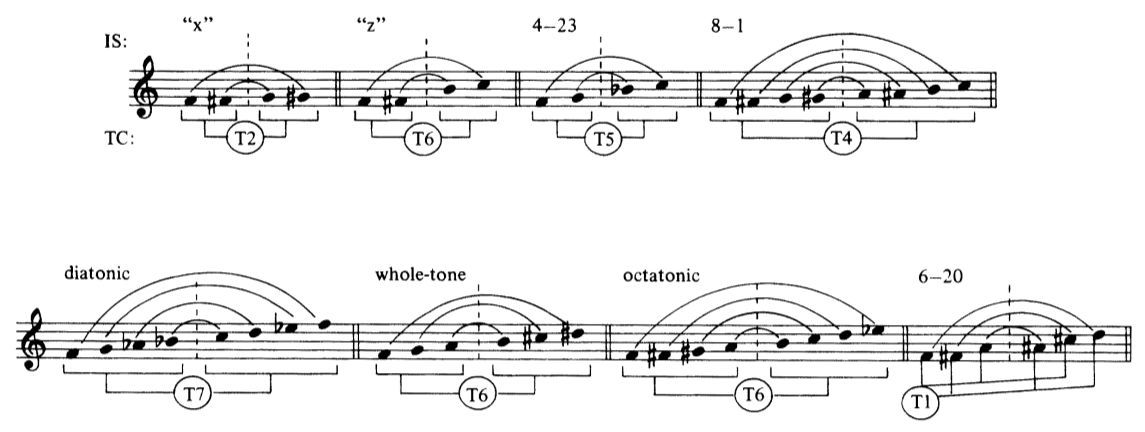 IS: “x” “z” 4–23 8–1
TC: T2 T6 T5 T4
diatonic whole-tone octatonic 6–20
T7 T6 T6 T1